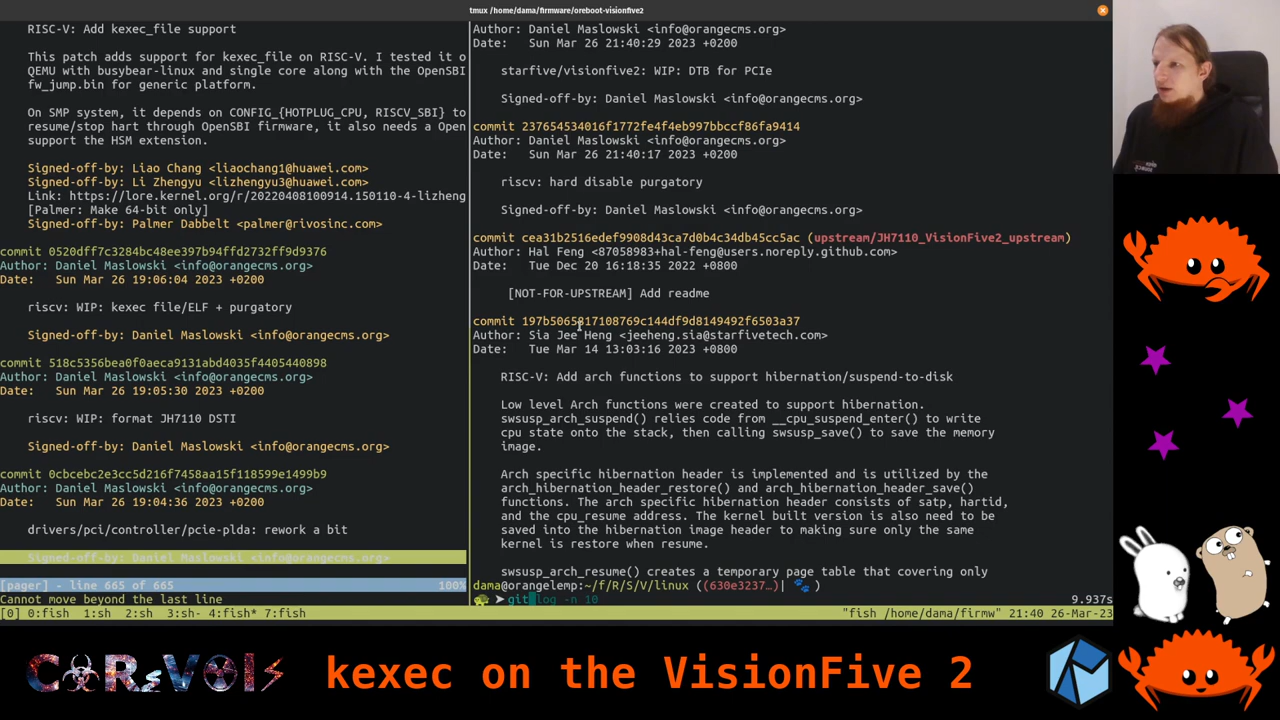 tmux /home/dama/firmware/oreboot-visionfive2
RISC-V: Add kexec_file support
This patch adds support for kexec_file on RISC-V. I tested it o
QEMU with busybear-linux and single core along with the OpenSBI
fw_jump.bin for generic platform.
On SMP system, it depends on CONFIG_{HOTPLUG_CPU, RISCV_SBI} to
resume/stop hart through OpenSBI firmware, it also needs a Open
support the HSM extension.
Signed-off-by: Liao Chang <liaochang1@huawei.com>
Signed-off-by: Li Zhengyu <lizhengyu3@huawei.com>
Link: https://lore.kernel.org/r/20220408100914.150110-4-lizheng
[Palmer: Make 64-bit only]
Signed-off-by: Palmer Dabbelt <palmer@rivosinc.com>
commit 0520dff7c3284bc48ee397b94ffd2732ff9d9376
Author: Daniel Maslowski <info@orangecms.org>
Date:   Sun Mar 26 19:06:04 2023 +0200
riscv: WIP: kexec file/ELF + purgatory
Signed-off-by: Daniel Maslowski <info@orangecms.org>
commit 518c5356bea0f0aeca9131abd4035f4405440898
Author: Daniel Maslowski <info@orangecms.org>
Date:   Sun Mar 26 19:05:30 2023 +0200
riscv: WIP: format JH7110 DSTI
Signed-off-by: Daniel Maslowski <info@orangecms.org>
commit 0cbcebc2e3cc5d216f7458aa15f118599e1499b9
Author: Daniel Maslowski <info@orangecms.org>
Date:   Sun Mar 26 19:04:36 2023 +0200
drivers/pci/controller/pcie-plda: rework a bit
Signed-off-by: Daniel Maslowski <info@orangecms.org>
[pager] - line 665 of 665 100%
Cannot move beyond the last line
Author: Daniel Maslowski <info@orangecms.org>
Date:   Sun Mar 26 21:40:29 2023 +0200
starfive/visionfive2: WIP: DTB for PCIe
Signed-off-by: Daniel Maslowski <info@orangecms.org>
commit 237654534016f1772fe4f4eb997bbccf86fa9414
Author: Daniel Maslowski <info@orangecms.org>
Date:   Sun Mar 26 21:40:17 2023 +0200
riscv: hard disable purgatory
Signed-off-by: Daniel Maslowski <info@orangecms.org>
commit cea31b2516edef9908d43ca7d0b4c34db45cc5ac (upstream/JH7110_VisionFive2_upstream)
Author: Hal Feng <87058983+hal-feng@users.noreply.github.com>
Date:   Tue Dec 20 16:18:35 2022 +0800
[NOT-FOR-UPSTREAM] Add readme
commit 197b5065817108769c144df9d8149492f6503a37
Author: Sia Jee Heng <jeeheng.sia@starfivetech.com>
Date:   Tue Mar 14 13:03:16 2023 +0800
RISC-V: Add arch functions to support hibernation/suspend-to-disk
Low level Arch functions were created to support hibernation.
swsusp_arch_suspend() relies code from __cpu_suspend_enter() to write
cpu state onto the stack, then calling swsusp_save() to save the memory
image.
Arch specific hibernation header is implemented and is utilized by the
arch_hibernation_header_restore() and arch_hibernation_header_save()
functions. The arch specific hibernation header consists of satp, hartid,
and the cpu_resume address. The kernel built version is also need to be
saved into the hibernation image header to making sure only the same
kernel is restore when resume.
swsusp_arch_resume() creates a temporary page table that covering only
dama@orangelemp:~/f/R/S/V/linux ((630e3237…)| 🐾 )
🐢 ➤ git log -n 10 9.937s
[0] 0:fish 1:sh 2:sh 3:sh- 4:fish* 7:fish "fish /home/dama/firmw" 21:40 26-Mar-23
kexec on the VisionFive 2